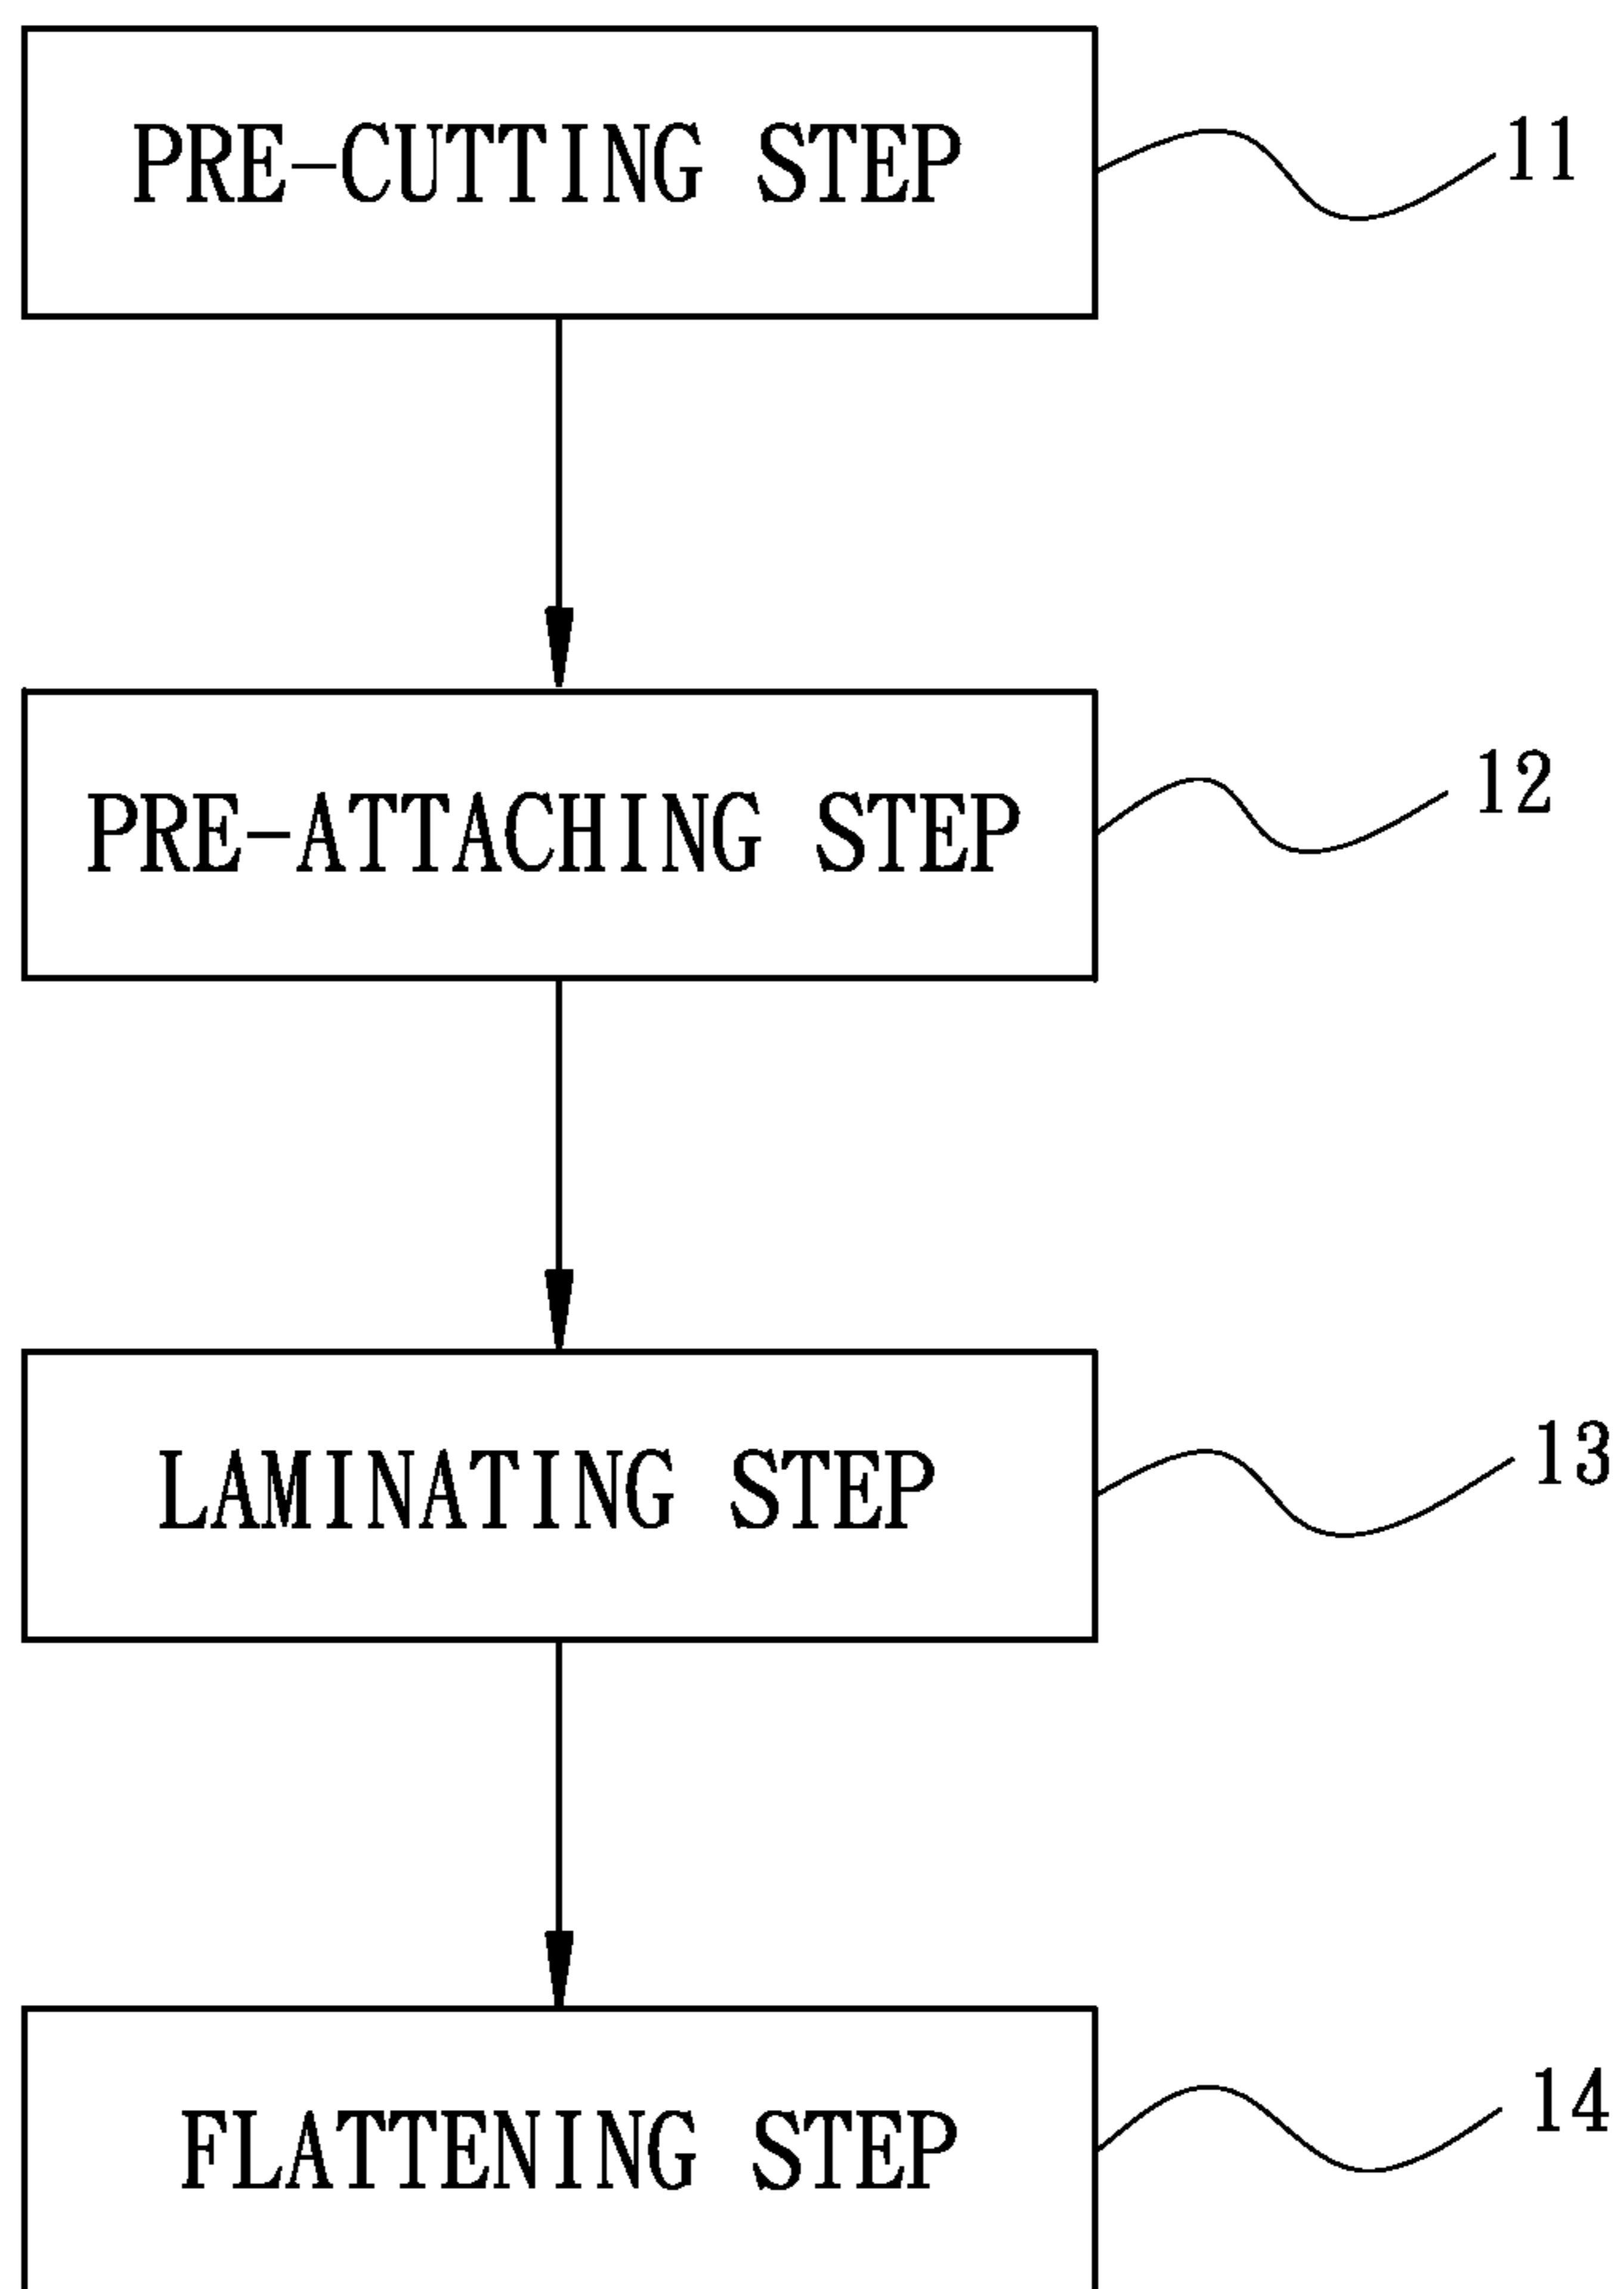 PRE-CUTTING STEP
11
PRE-ATTACHING STEP
12
LAMINATING STEP
13
FLATTENING STEP
14